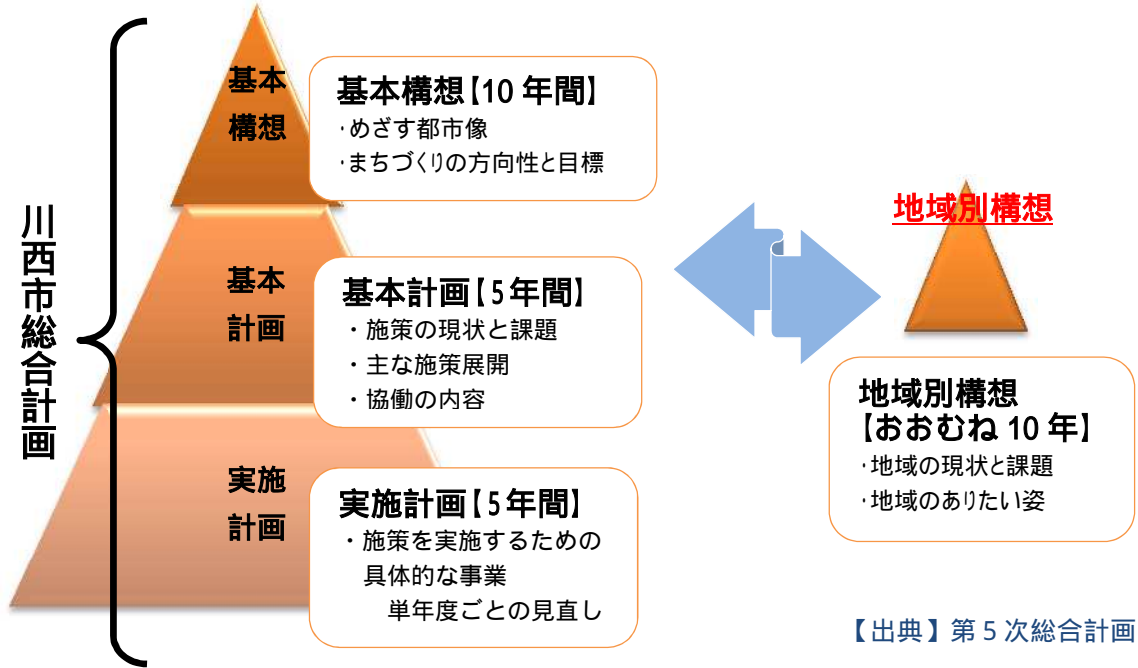 川西市総合計画
基本
構想
基本構想【10年間】
・めざす都市像
・まちづくりの方向性と目標
基本
計画
基本計画【5年間】
・施策の現状と課題
・主な施策展開
・協働の内容
実施
計画
実施計画【5年間】
・施策を実施するための
具体的な事業
単年度ごとの見直し
地域別構想
地域別構想
【おおむね10年】
・地域の現状と課題
・地域のありたい姿
【出典】第5次総合計画